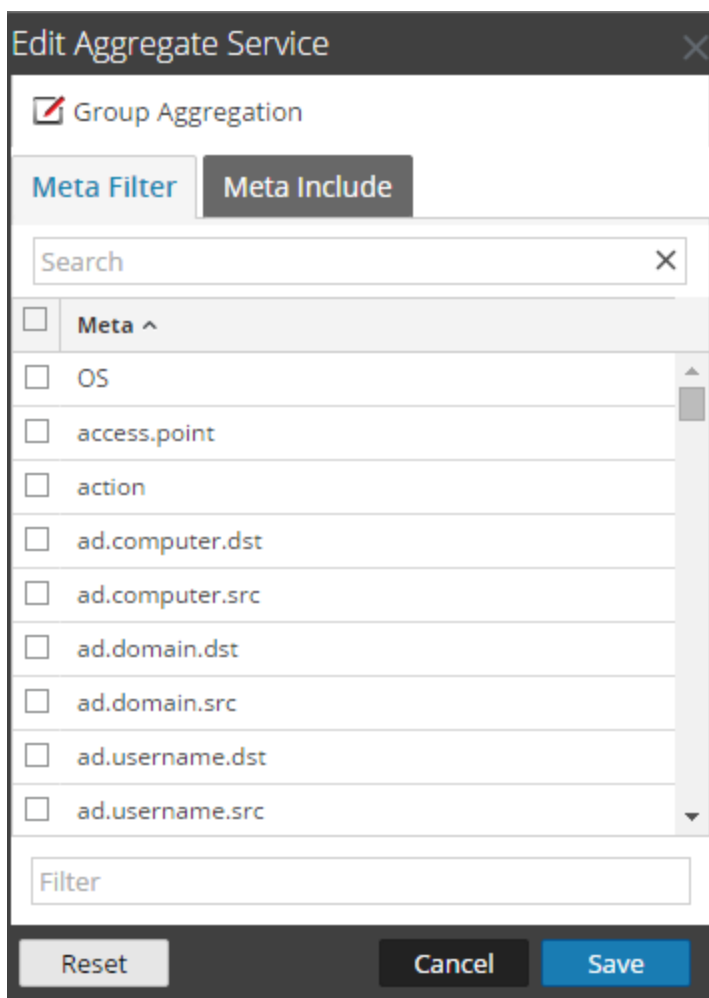 Edit Aggregate Service
Group Aggregation
Meta Filter Meta Include
Search
Meta
OS
access.point
action
ad.computer.dst
ad.computer.src
ad.domain.dst
ad.domain.src
ad.username.dst
ad.username.src
Filter
Reset Cancel Save